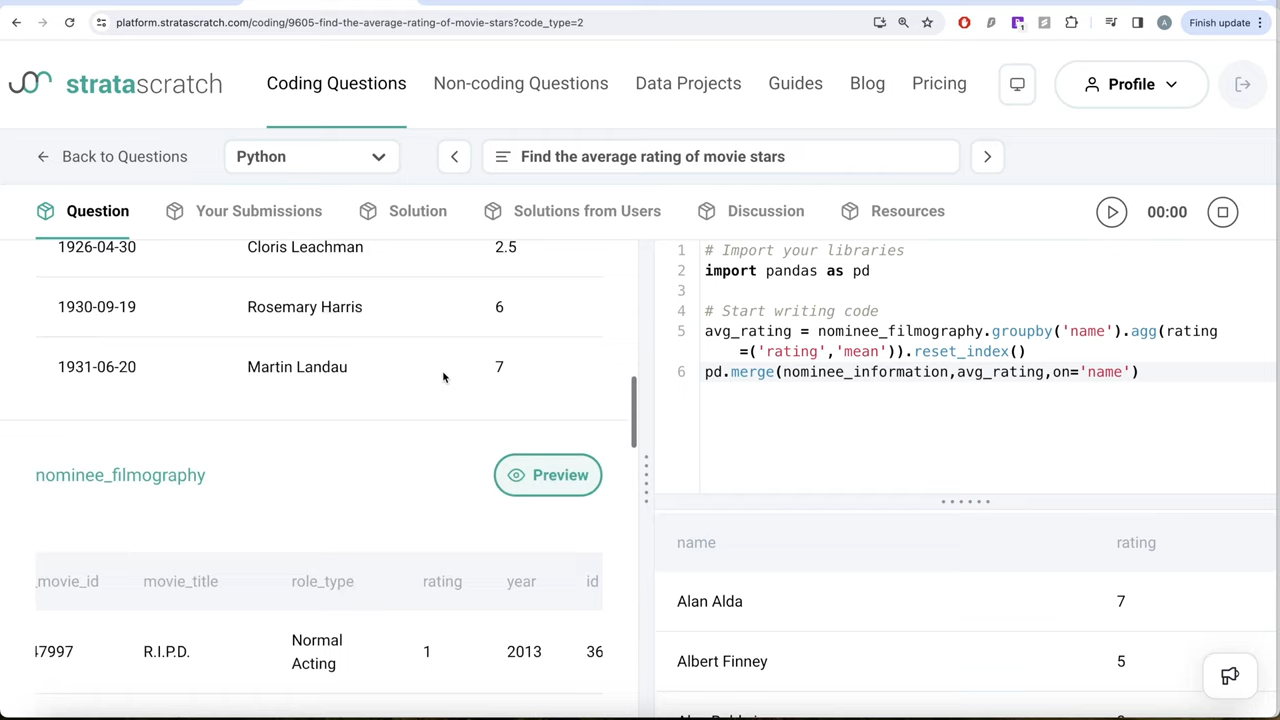 platform.stratascratch.com/coding/9605-find-the-average-rating-of-movie-stars?code_type=2
1
A
Finish update
stratascratch
Coding Questions
Non-coding Questions
Data Projects
Guides
Blog
Pricing
Profile
Back to Questions
Python
Find the average rating of movie stars
Question
Your Submissions
Solution
Solutions from Users
Discussion
Resources
00:00
1926-04-30 Cloris Leachman 2.5
1930-09-19 Rosemary Harris 6
1931-06-20 Martin Landau 7
nominee_filmography
Preview
_movie_id movie_title role_type rating year id
47997 R.I.P.D. Normal Acting 1 2013 36
1 # Import your libraries
2 import pandas as pd
3
4 # Start writing code
5 avg_rating = nominee_filmography.groupby('name').agg(rating
=('rating','mean')).reset_index()
6 pd.merge(nominee_information,avg_rating,on='name')
name rating
Alan Alda 7
Albert Finney 5